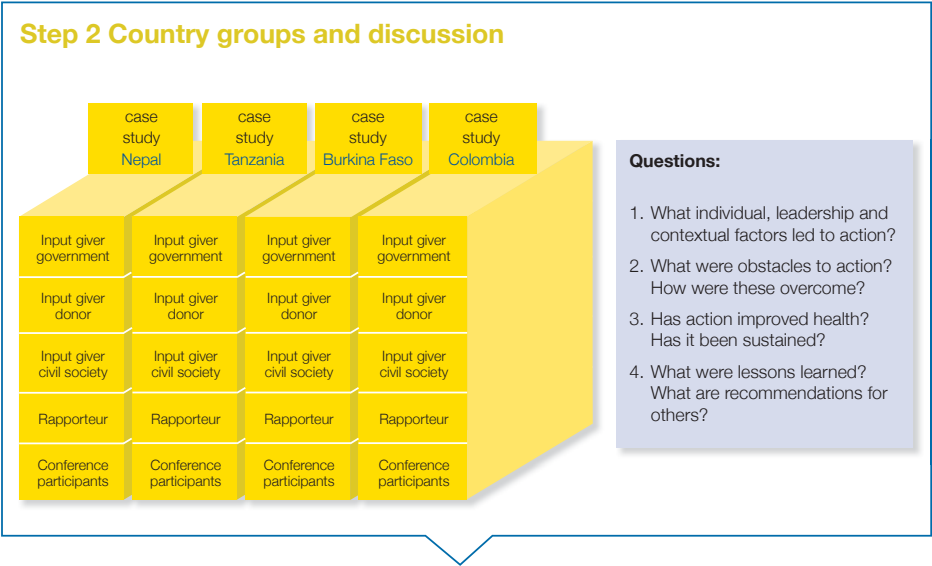 Step 2 Country groups and discussion
case
study
Nepal
case
study
Tanzania
case
study
Burkina Faso
case
study
Colombia
Input giver
government
Input giver
government
Input giver
government
Input giver
government
Input giver
donor
Input giver
donor
Input giver
donor
Input giver
donor
Input giver
civil society
Input giver
civil society
Input giver
civil society
Input giver
civil society
Rapporteur
Rapporteur
Rapporteur
Rapporteur
Conference
participants
Conference
participants
Conference
participants
Conference
participants
Questions:
1. What individual, leadership and
contextual factors led to action?
2. What were obstacles to action?
How were these overcome?
3. Has action improved health?
Has it been sustained?
4. What were lessons learned?
What are recommendations for
others?